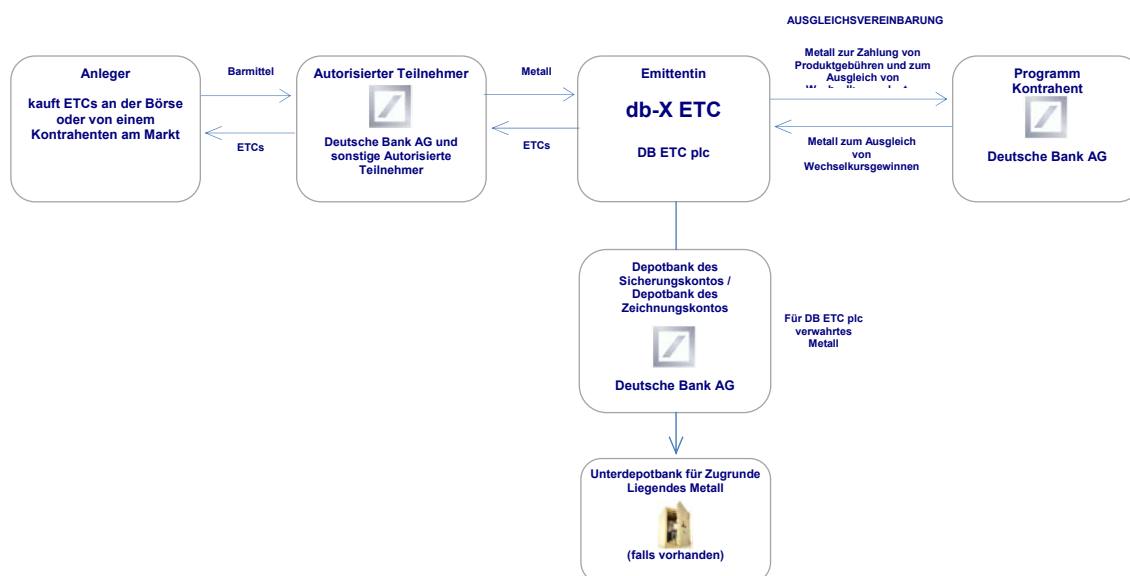 AUSGLEICHSVEREINBARUNG
Anleger
kauft ETCs an der Börse
oder von einem
Kontrahenten am Markt
Barmittel
ETCs
Autorisierter Teilnehmer
Deutsche Bank AG und
sonstige Autorisierte
Teilnehmer
Metall
ETCs
Emittentin
db-X ETC
DB ETC plc
Metall zur Zahlung von
Produktgebühren und zum
Ausgleich von
Metall zum Ausgleich
von
Wechselkursgewinnen
Programm
Kontrahent
Deutsche Bank AG
Depotbank des
Sicherungskontos /
Depotbank des
Zeichnungskontos
Deutsche Bank AG
Für DB ETC plc
verwahrtes
Metall
Unterdepotbank für Zugrunde
Liegendes Metall
(falls vorhanden)